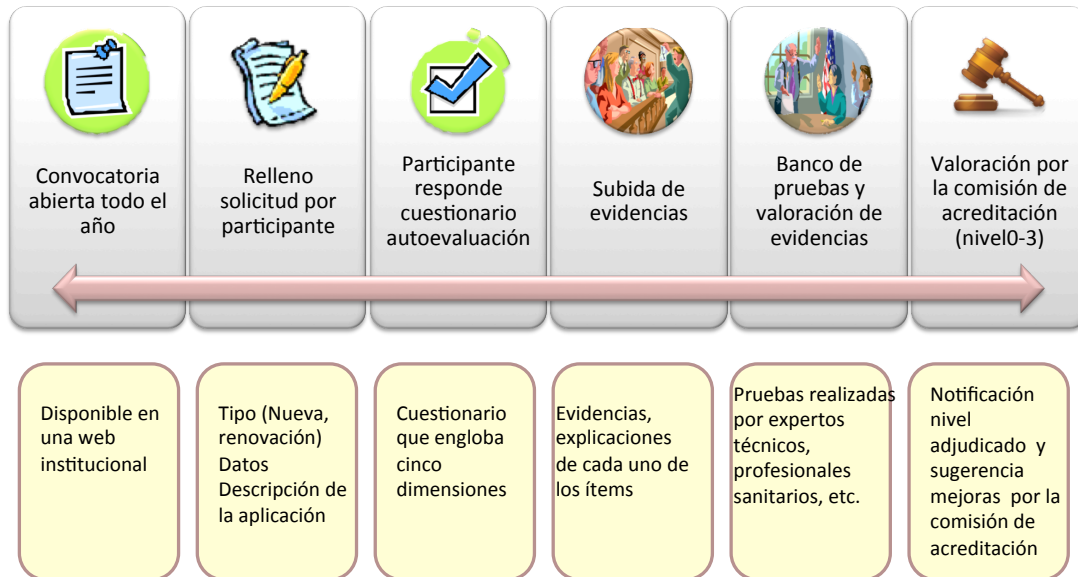 Convocatoria
abierta todo el
año
Relleno
solicitud por
participante
Participante
responde
cuestionario
autoevaluación
Subida de
evidencias
Banco de
pruebas y
valoración de
evidencias
Valoración por
la comisión de
acreditación
(nivel0-3)
Disponible en
una web
institucional
Tipo (Nueva,
renovación)
Datos
Descripción de
la aplicación
Cuestionario
que engloba
cinco
dimensiones
Evidencias,
explicaciones
de cada uno de
los ítems
Pruebas realizadas
por expertos
técnicos,
profesionales
sanitarios, etc.
Notificación
nivel
adjudicado y
sugerencia
mejoras por la
comisión de
acreditación